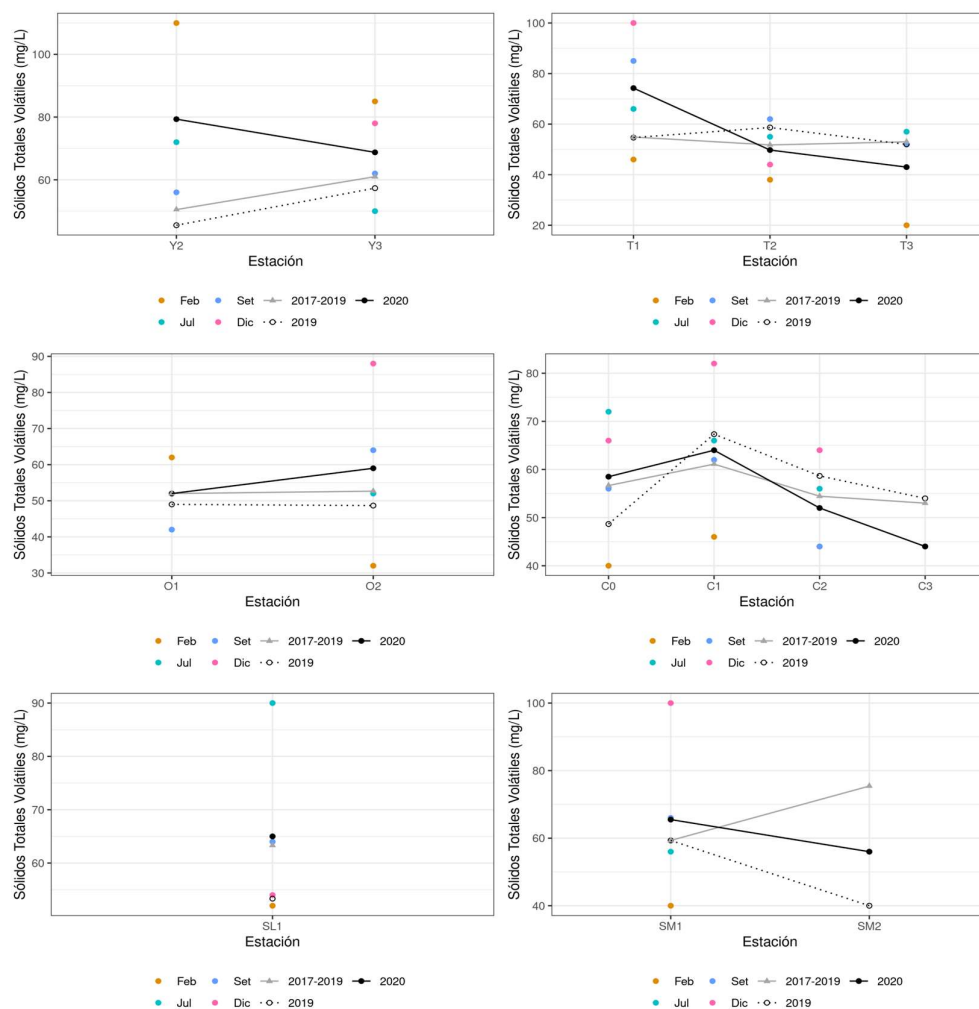 Sólidos Totales Volátiles (mg/L)
100
80
60
Y2 Y3
Estación
Feb Set 2017-2019 2020
Jul Dic 2019
Sólidos Totales Volátiles (mg/L)
100
80
60
40
20
T1 T2 T3
Estación
Feb Set 2017-2019 2020
Jul Dic 2019
Sólidos Totales Volátiles (mg/L)
90
80
70
60
50
40
30
O1 O2
Estación
Feb Set 2017-2019 2020
Jul Dic 2019
Sólidos Totales Volátiles (mg/L)
80
70
60
50
40
C0 C1 C2 C3
Estación
Feb Set 2017-2019 2020
Jul Dic 2019
Sólidos Totales Volátiles (mg/L)
90
70
60
SL1
Estación
Feb Set 2017-2019 2020
Jul Dic 2019
Sólidos Totales Volátiles (mg/L)
100
80
60
40
SM1 SM2
Estación
Feb Set 2017-2019 2020
Jul Dic 2019